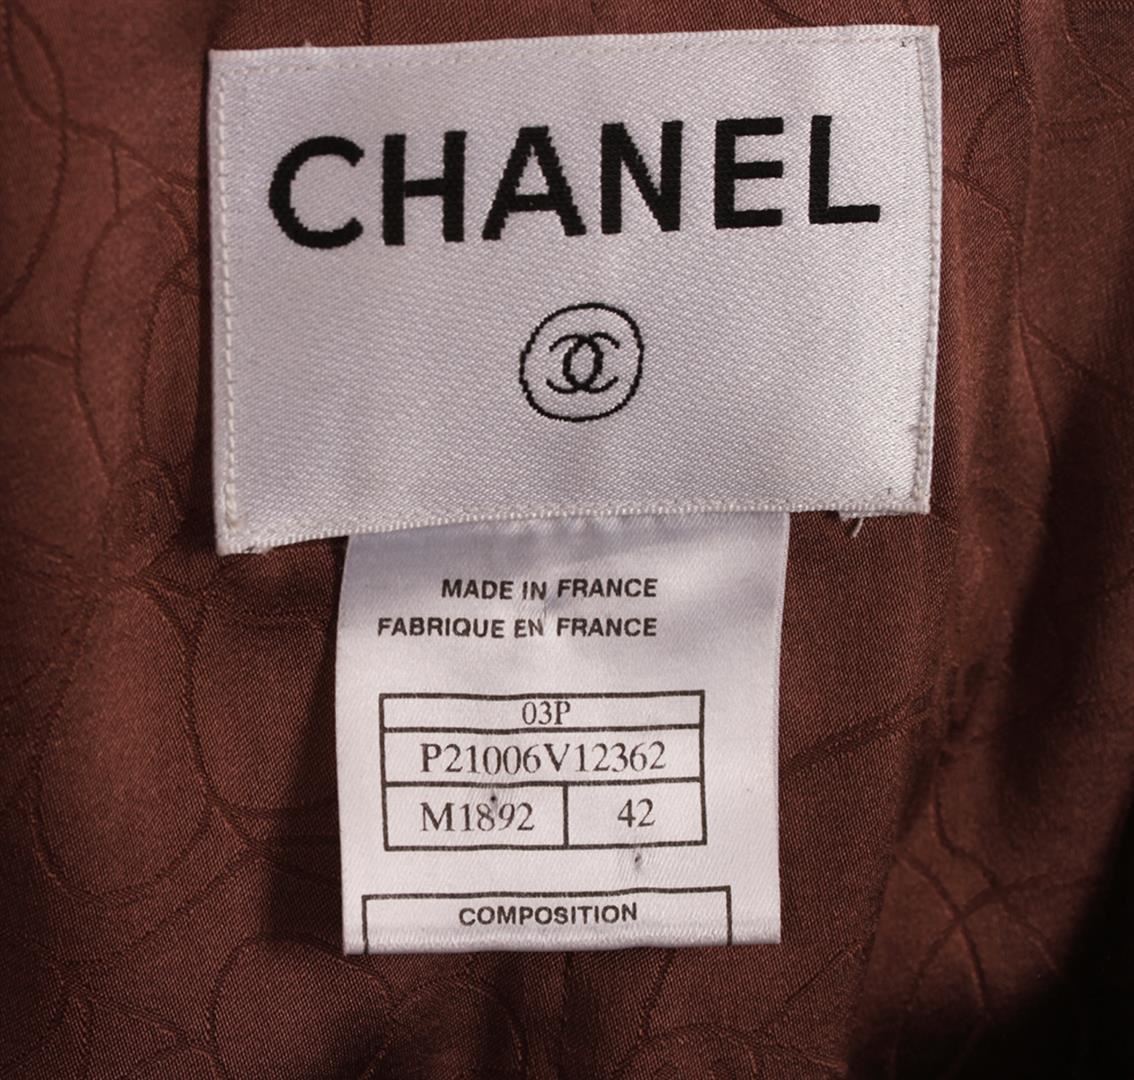 CHANEL
MADE IN FRANCE
FABRIQUE EN FRANCE
03P
P21006V12362
M1892 42
COMPOSITION